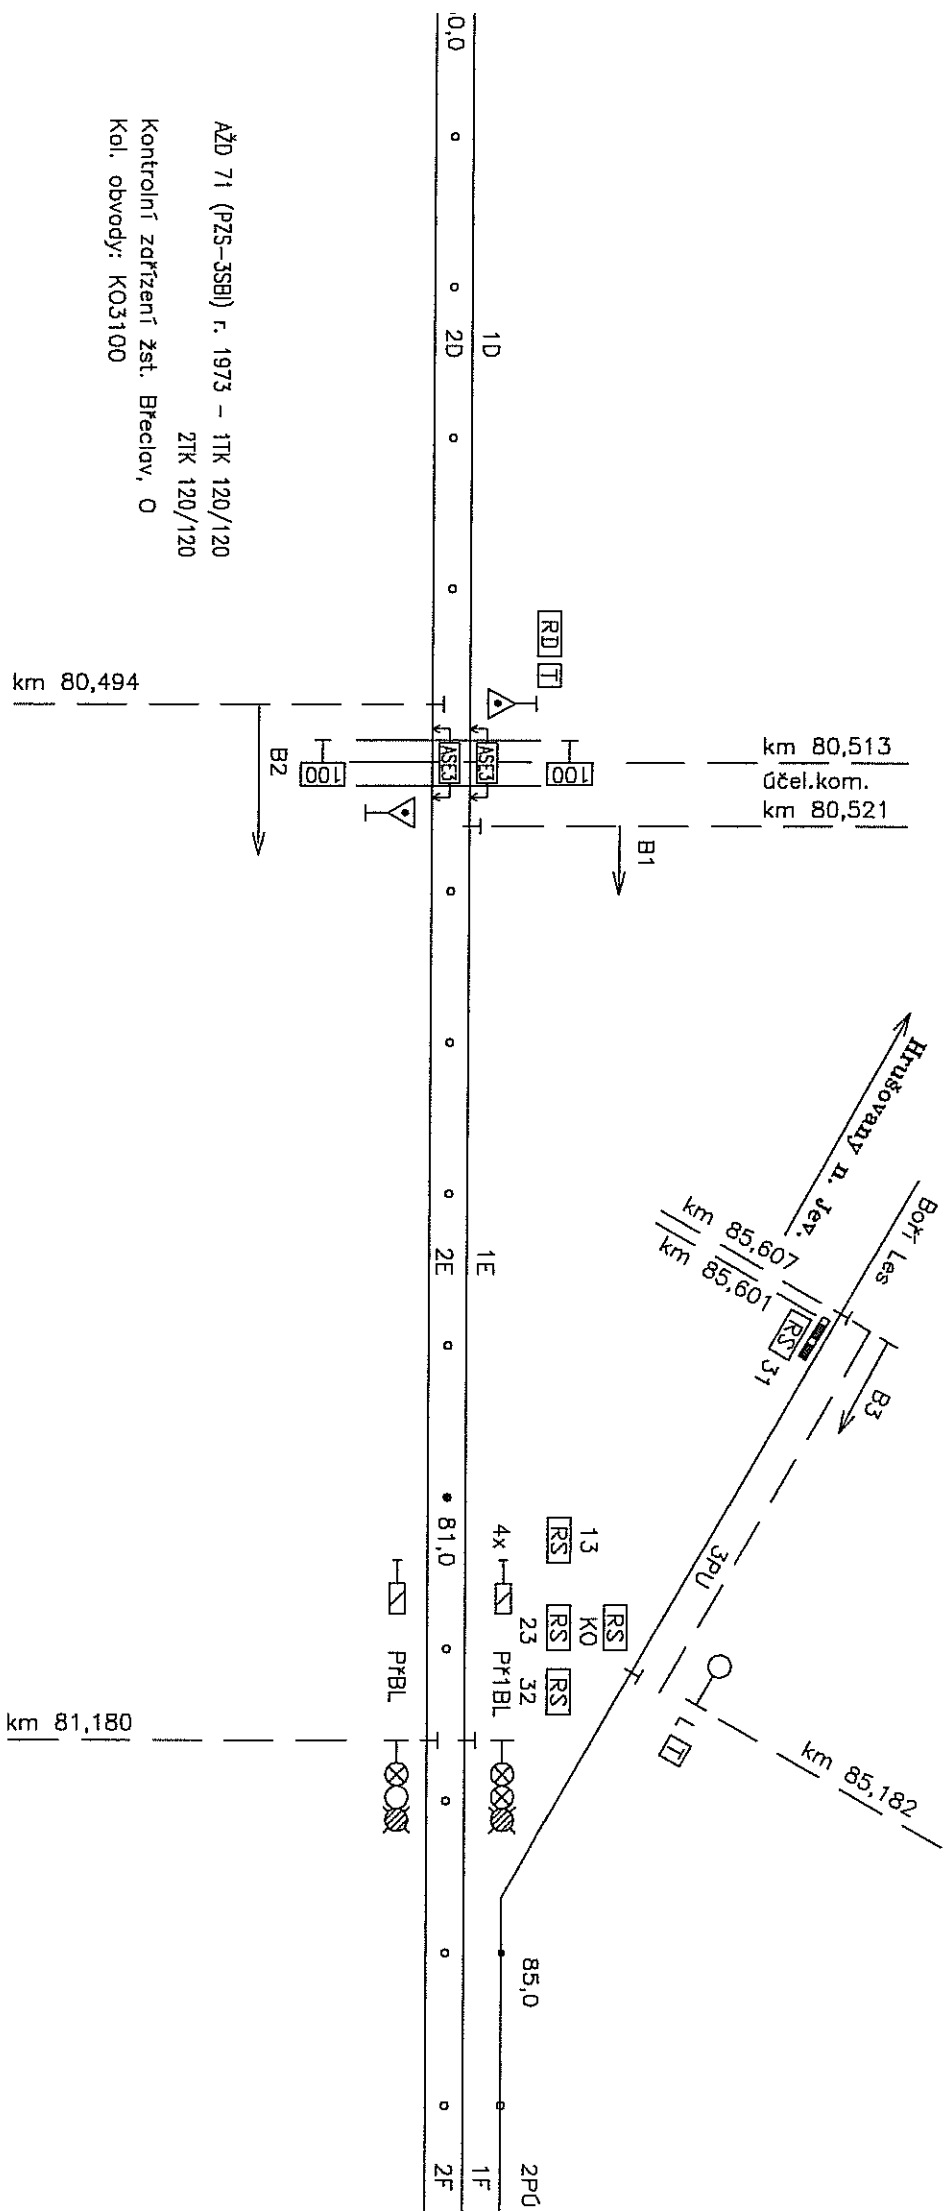 0,0
AŽD 71 (PZS-3SBI) r. 1973 - 1TK 120/120
2TK 120/120
Kontrolní zařízení žst. Břeclav, O
Kol. obvody: KO3100
1D
2D
RD T
km 80,494
B2
100
ASE3
ASE3
100
km 80,513
účel.kom.
km 80,521
B1
Hrušovany n. Jev.
Boří Les
km 85,607
km 85,601
RS 31
B3
1E
2E
3PU
81,0
4x
13
RS
RS
KO
RS
23
RS
32
Př1BL
PřBL
L T
km 85,182
km 81,180
85,0
2PÚ
1F
2F